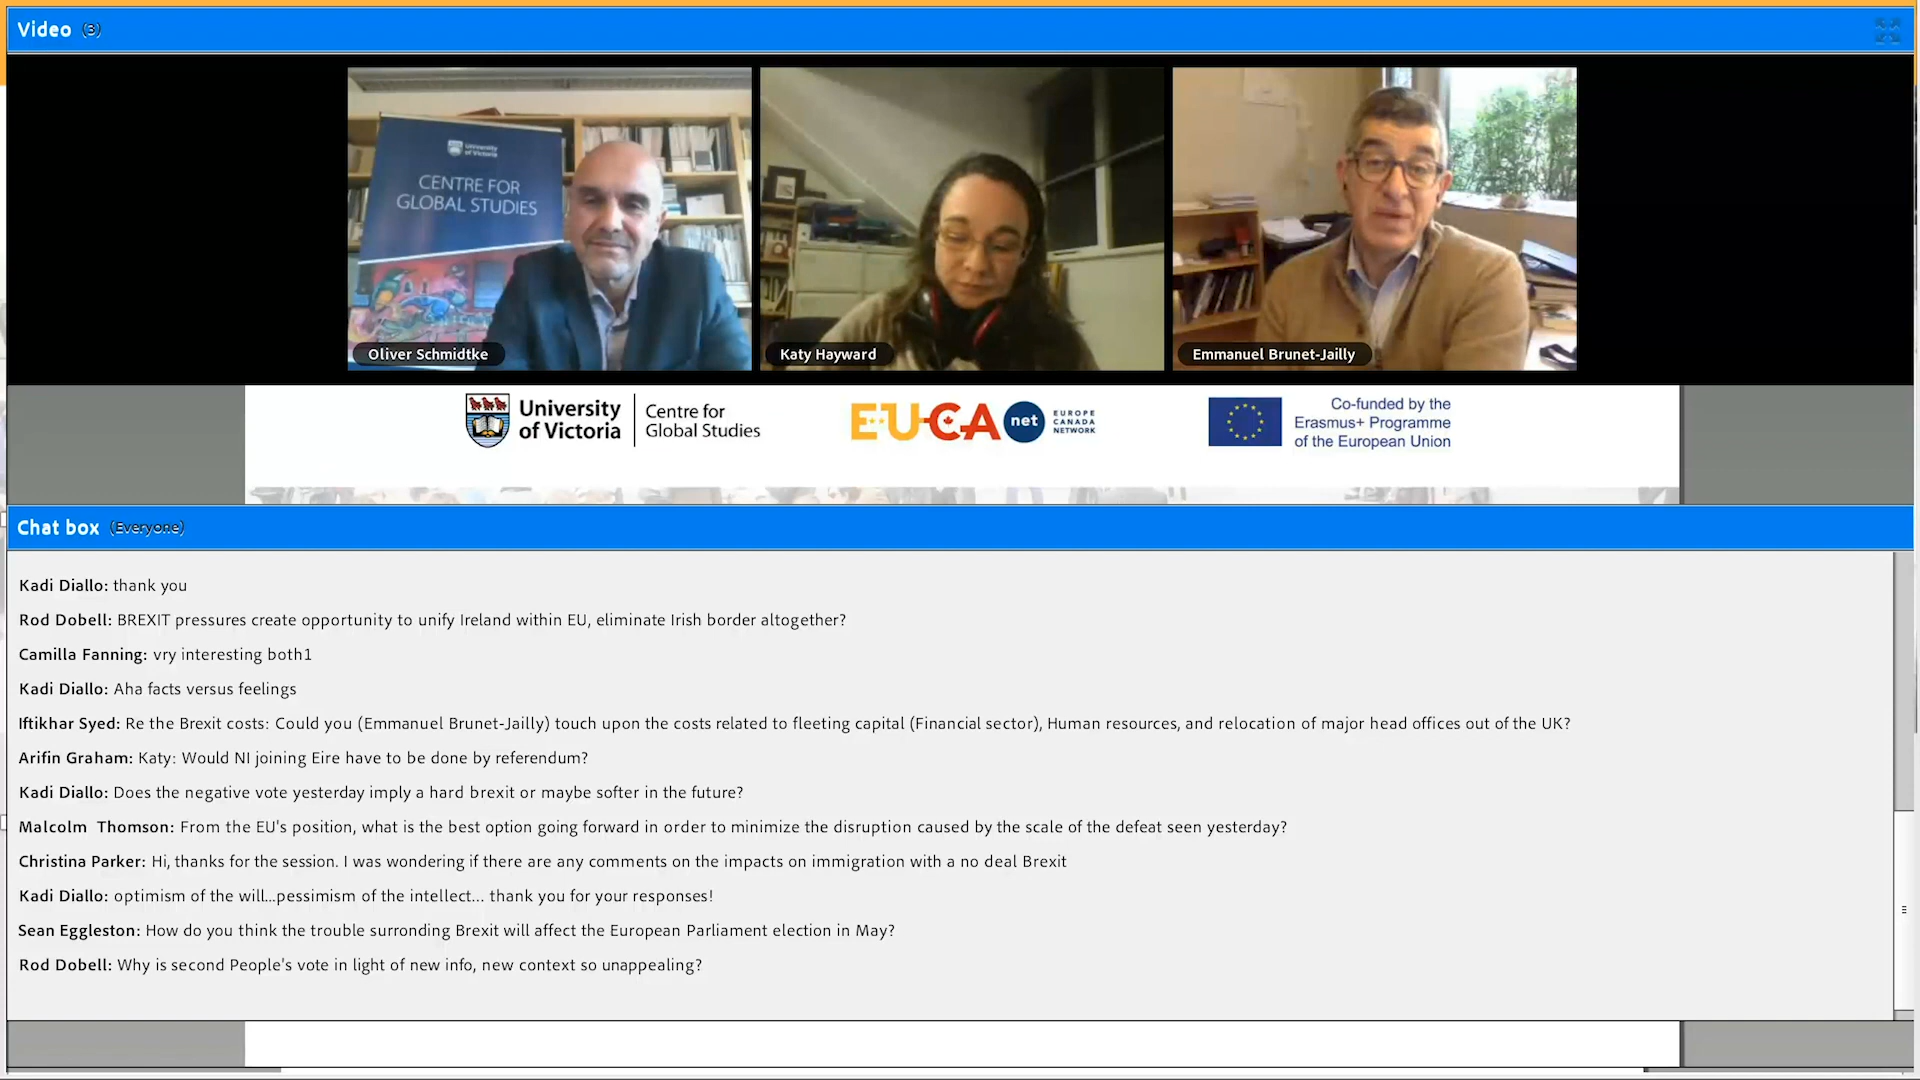 Video (3)
University
of Victoria
CENTRE FOR
GLOBAL STUDIES
Oliver Schmidtke
Katy Hayward
Emmanuel Brunet-Jailly
University
of Victoria
Centre for
Global Studies
EU-CA net
EUROPE
CANADA
NETWORK
Co-funded by the
Erasmus+ Programme
of the European Union
Chat box (Everyone)
Kadi Diallo: thank you
Rod Dobell: BREXIT pressures create opportunity to unify Ireland within EU, eliminate Irish border altogether?
Camilla Fanning: vry interesting both1
Kadi Diallo: Aha facts versus feelings
Iftikhar Syed: Re the Brexit costs: Could you (Emmanuel Brunet-Jailly) touch upon the costs related to fleeting capital (Financial sector), Human resources, and relocation of major head offices out of the UK?
Arifin Graham: Katy: Would NI joining Eire have to be done by referendum?
Kadi Diallo: Does the negative vote yesterday imply a hard brexit or maybe softer in the future?
Malcolm Thomson: From the EU's position, what is the best option going forward in order to minimize the disruption caused by the scale of the defeat seen yesterday?
Christina Parker: Hi, thanks for the session. I was wondering if there are any comments on the impacts on immigration with a no deal Brexit
Kadi Diallo: optimism of the will...pessimism of the intellect... thank you for your responses!
Sean Eggleston: How do you think the trouble surronding Brexit will affect the European Parliament election in May?
Rod Dobell: Why is second People's vote in light of new info, new context so unappealing?